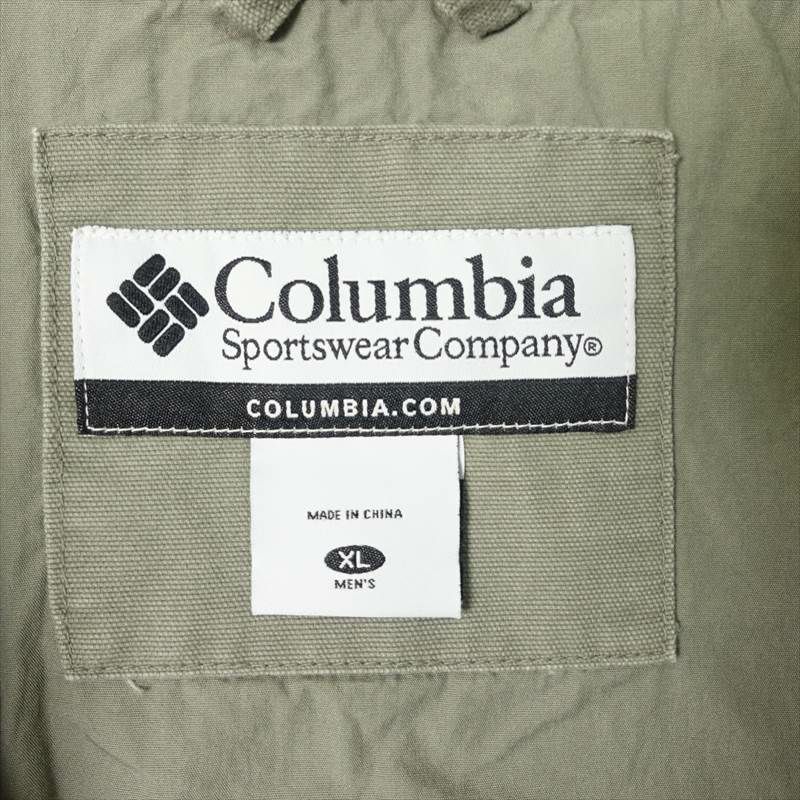 Columbia
Sportswear Company®
COLUMBIA.COM
MADE IN CHINA
XL
MEN'S